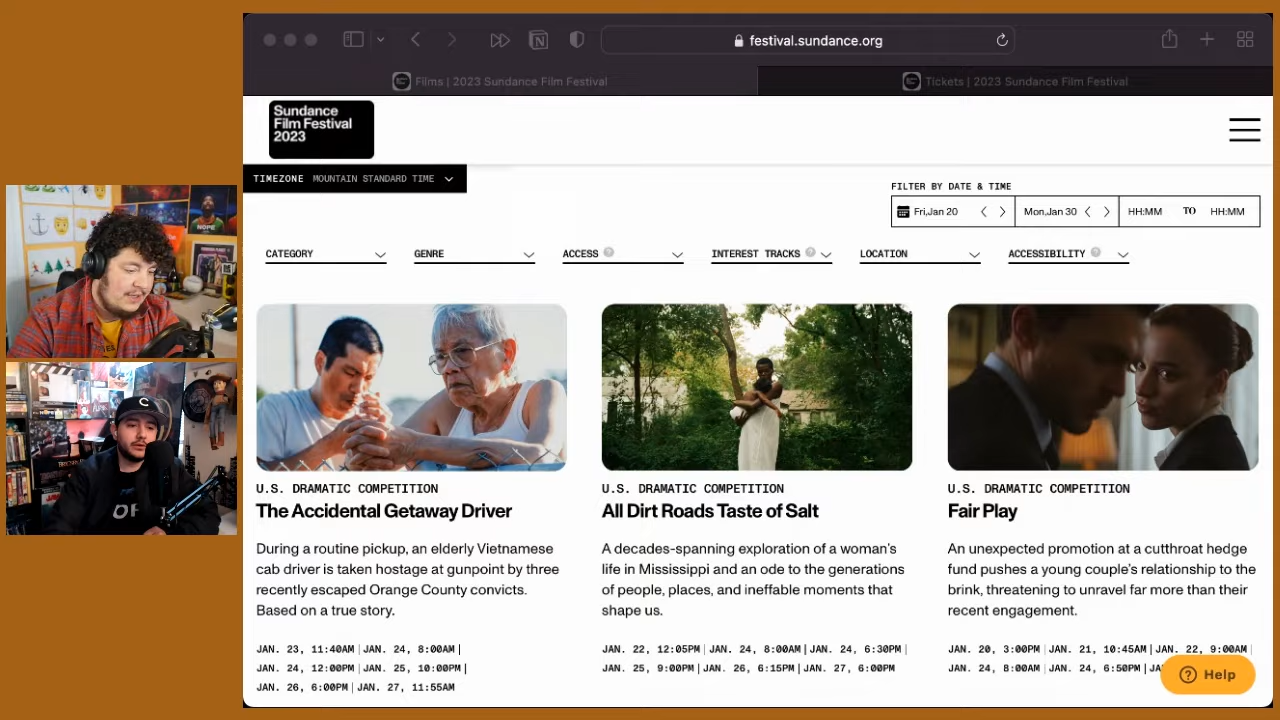 festival.sundance.org
Films | 2023 Sundance Film Festival
Tickets | 2023 Sundance Film Festival
Sundance
Film Festival
2023
TIMEZONE MOUNTAIN STANDARD TIME
FILTER BY DATE & TIME
Fri,Jan 20 Mon,Jan 30 HH:MM TO HH:MM
CATEGORY GENRE ACCESS ? INTEREST TRACKS ? LOCATION ACCESSIBILITY ?
U.S. DRAMATIC COMPETITION
The Accidental Getaway Driver
During a routine pickup, an elderly Vietnamese
cab driver is taken hostage at gunpoint by three
recently escaped Orange County convicts.
Based on a true story.
JAN. 23, 11:40AM | JAN. 24, 8:00AM |
JAN. 24, 12:00PM | JAN. 25, 10:00PM |
JAN. 26, 6:00PM | JAN. 27, 11:55AM
U.S. DRAMATIC COMPETITION
All Dirt Roads Taste of Salt
A decades-spanning exploration of a woman's
life in Mississippi and an ode to the generations
of people, places, and ineffable moments that
shape us.
JAN. 22, 12:05PM | JAN. 24, 8:00AM | JAN. 24, 6:30PM |
JAN. 25, 9:00PM | JAN. 26, 6:15PM | JAN. 27, 6:00PM
U.S. DRAMATIC COMPETITION
Fair Play
An unexpected promotion at a cutthroat hedge
fund pushes a young couple's relationship to the
brink, threatening to unravel far more than their
recent engagement.
JAN. 20, 3:00PM | JAN. 21, 10:45AM | JAN. 22, 9:00AM |
JAN. 24, 8:00AM | JAN. 24, 6:50PM |
Help